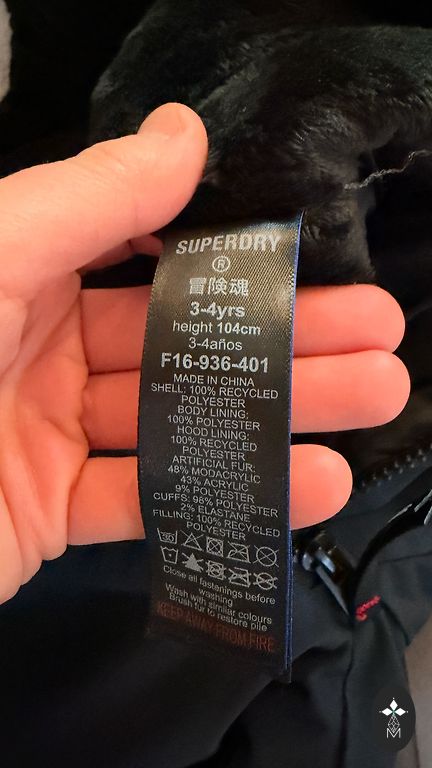 SUPERDRY
®
冒険魂
3-4yrs
height 104cm
3-4años
F16-936-401
MADE IN CHINA
SHELL: 100% RECYCLED
POLYESTER
BODY LINING:
100% POLYESTER
HOOD LINING:
100% RECYCLED
POLYESTER
ARTIFICIAL FUR:
48% MODACRYLIC
43% ACRYLIC
9% POLYESTER
CUFFS: 98% POLYESTER
2% ELASTANE
FILLING: 100% RECYCLED
POLYESTER
Close all fastenings before
washing
Wash with similar colours
Brush fur to restore pile
KEEP AWAY FROM FIRE
M